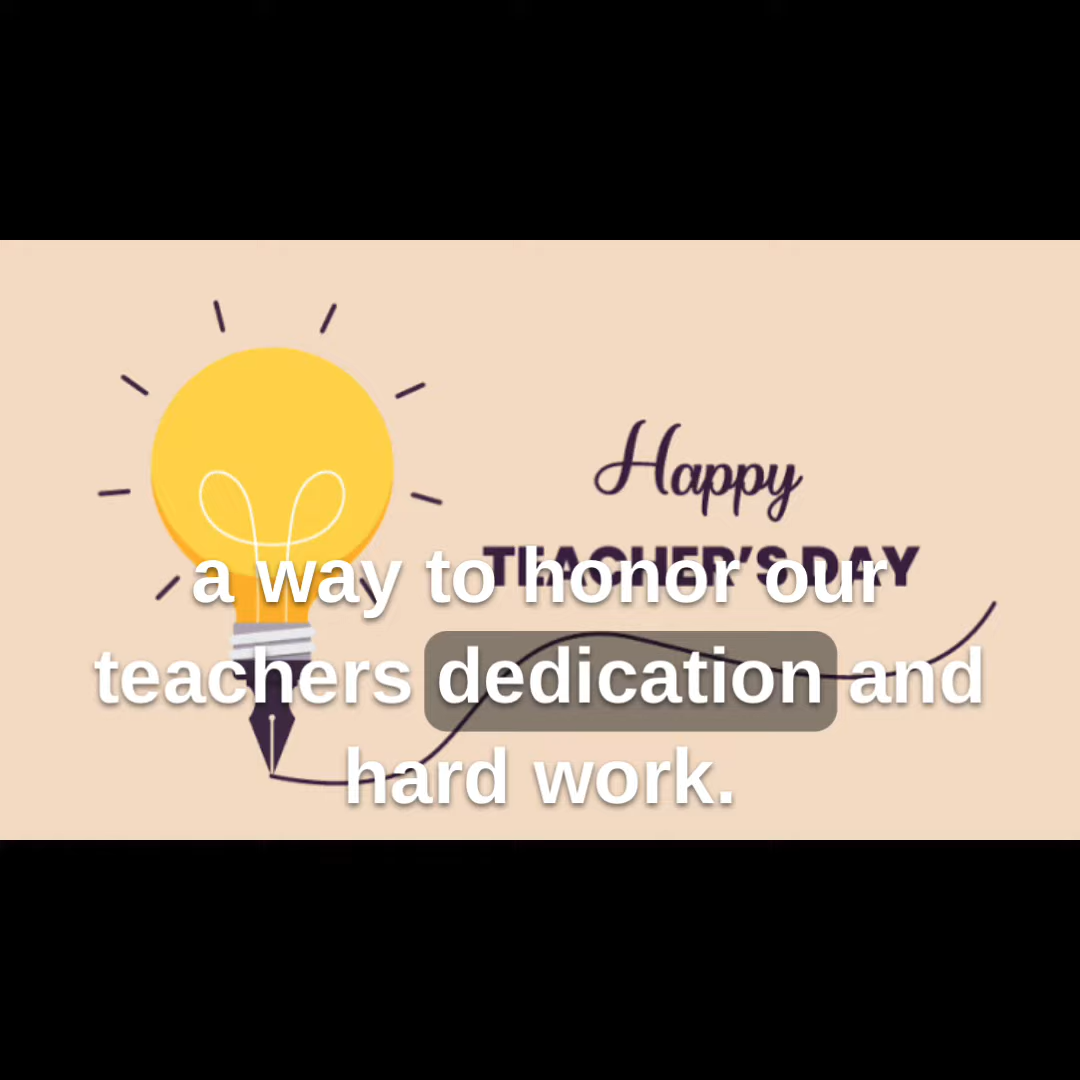 Happy
TEACHER'S DAY
a way to honor our
teachers dedication and
hard work.